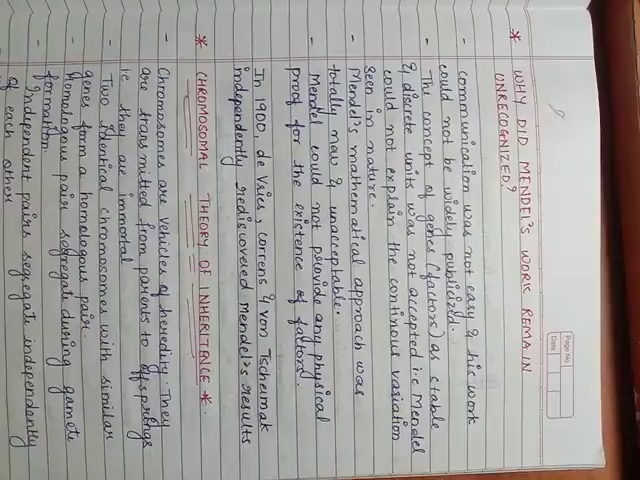 Page No.
Date
* WHY DID MENDEL'S WORK REMAIN
UNRECOGNIZED?
- Communication was not easy & his work
could not be widely publicized.
- The concept of genes (factors) as stable
& discrete units was not accepted i.e Mendel
could not explain the continuous variation
seen in nature.
- Mendel's mathematical approach was
totally new & unacceptable.
- Mendel could not provide any physical
proof for the existence of factors.
In 1900, de Vries, Correns & von Tschermak
independently rediscovered Mendel's results
* CHROMOSOMAL THEORY OF INHERITENCE *
- Chromosomes are vehicles of heredity. They
are transmitted from parents to offsprings
ie they are immortal
- Two identical chromosomes with similar
genes form a homologous pair.
- Homologous pair segregate during gamete
formation.
- Independent pairs segregate independently
of each other